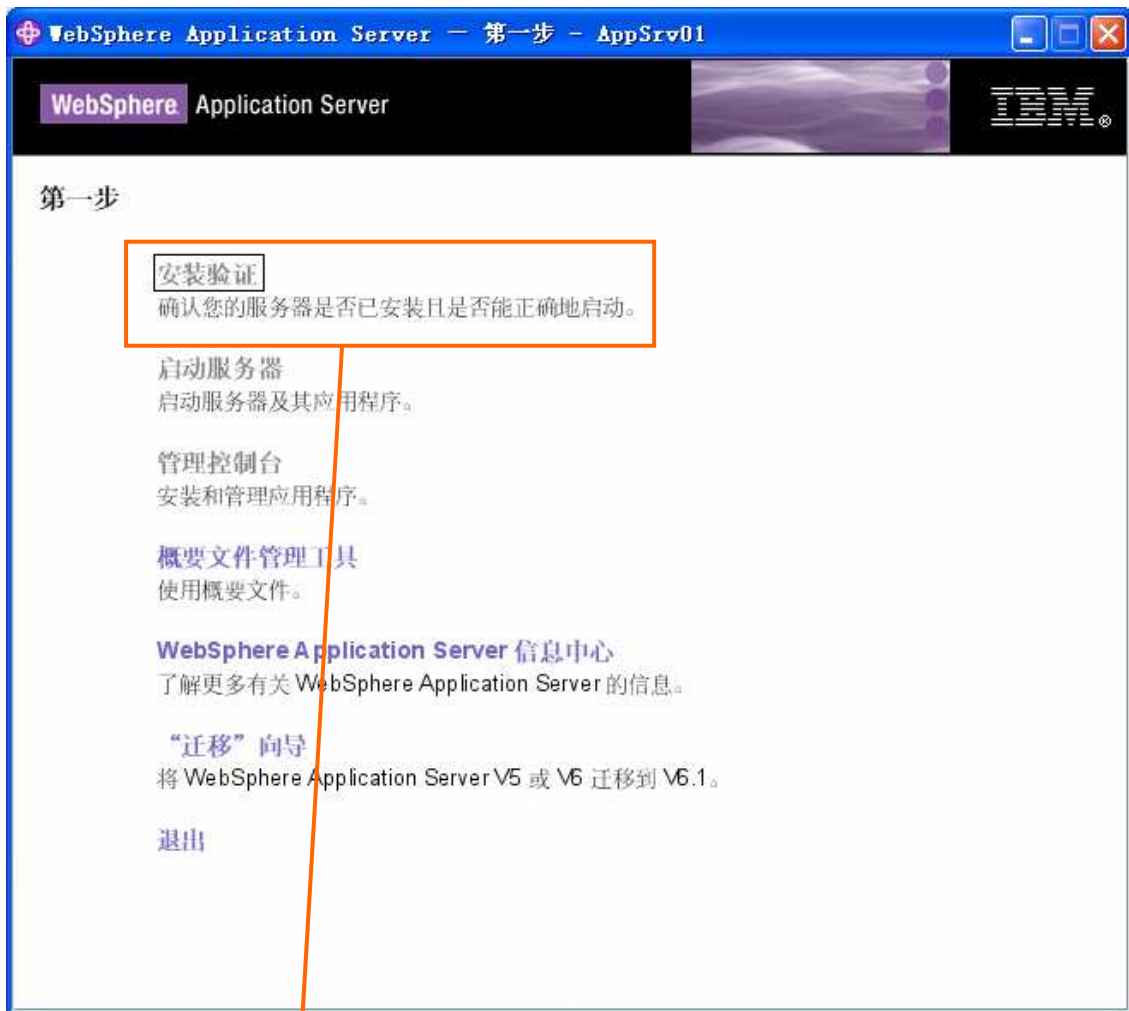 WebSphere Application Server — 第一步 - AppSrv01
WebSphere Application Server
IBM®
第一步
安装验证
确认您的服务器是否已安装且是否能正确地启动。
启动服务器
启动服务器及其应用程序。
管理控制台
安装和管理应用程序。
概要文件管理工具
使用概要文件。
WebSphere Application Server 信息中心
了解更多有关 WebSphere Application Server 的信息。
“迁移”向导
将 WebSphere Application Server V5 或 V6 迁移到 V6.1。
退出